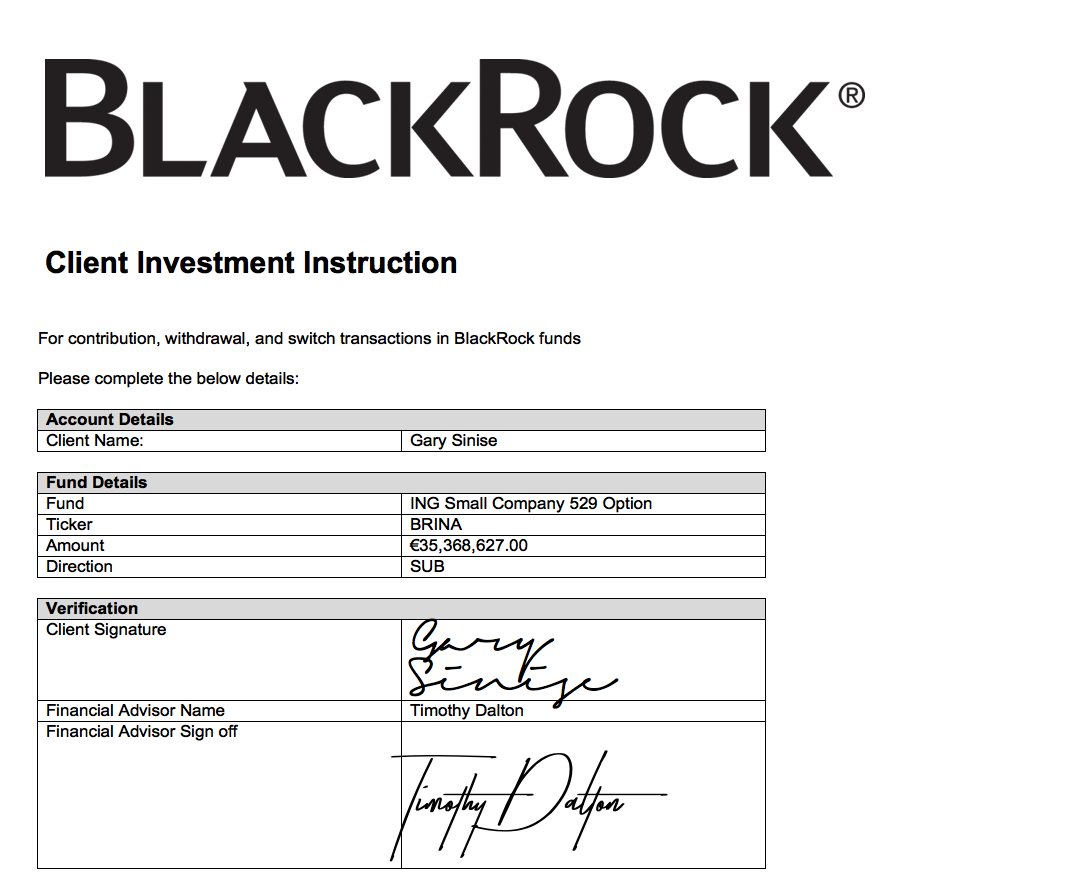 BLACKROCK®
Client Investment Instruction
For contribution, withdrawal, and switch transactions in BlackRock funds
Please complete the below details:
Account Details
Client Name: Gary Sinise
Fund Details
Fund ING Small Company 529 Option
Ticker BRINA
Amount €35,368,627.00
Direction SUB
Verification
Client Signature Gary
Sinise
Financial Advisor Name Timothy Dalton
Financial Advisor Sign off
Timothy Dalton